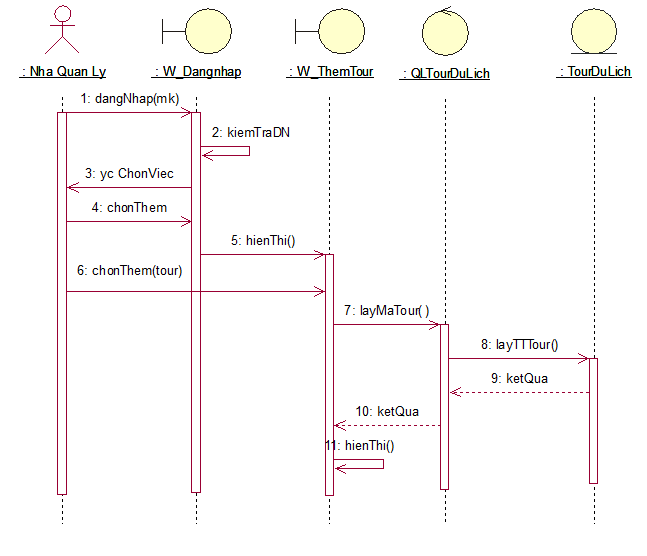 : Nha Quan Ly
: W_Dangnhap
: W_ThemTour
: QLTourDuLich
: TourDuLich
1: dangNhap(mk)
2: kiemTraDN
3: yc ChonViec
4: chonThem
5: hienThi()
6: chonThem(tour)
7: layMaTour( )
8: layTTTour()
9: ketQua
10: ketQua
11: hienThi()